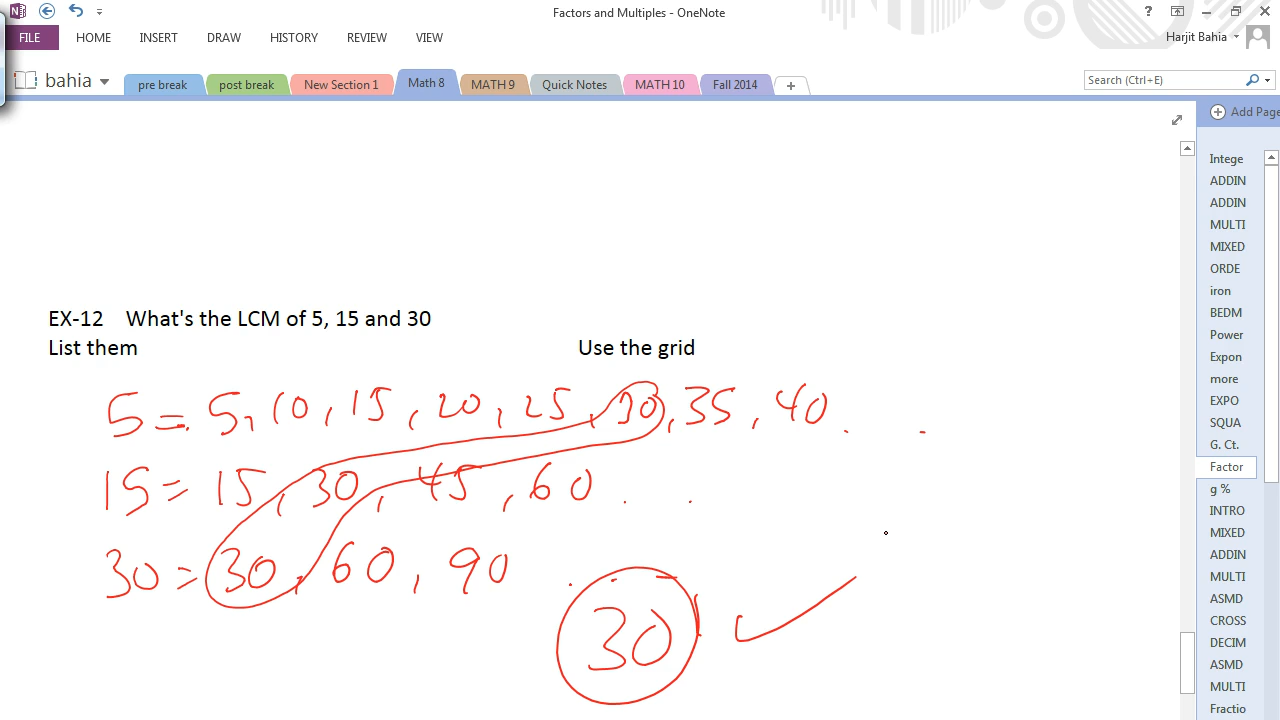 Factors and Multiples - OneNote
?
FILE HOME INSERT DRAW HISTORY REVIEW VIEW
Harjit Bahia
bahia
pre break post break New Section 1 Math 8 MATH 9 Quick Notes MATH 10 Fall 2014
Search (Ctrl+E)
Add Page
Intege
ADDIN
ADDIN
MULTI
MIXED
ORDE
iron
BEDM
Power
Expon
more
EXPO
SQUA
G. Ct.
Factor
g %
INTRO
MIXED
ADDIN
MULTI
ASMD
CROSS
DECIM
ASMD
MULTI
Fractio
EX-12 What's the LCM of 5, 15 and 30
List them Use the grid
5 = 5, 10, 15, 20, 25, 30, 35, 40 . .
15 = 15, 30, 45, 60 . .
30 = 30, 60, 90 . . -
30